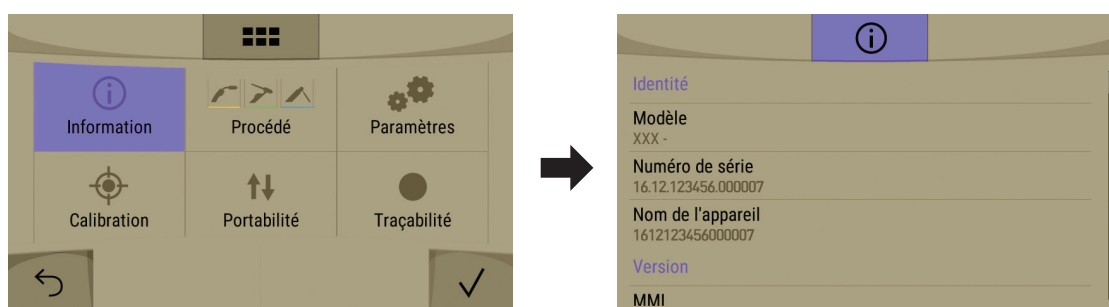 Information
Procédé
Paramètres
Calibration
Portabilité
Traçabilité
Identité
Modèle
XXX -
Numéro de série
16.12.123456.000007
Nom de l'appareil
1612123456000007
Version
MMI